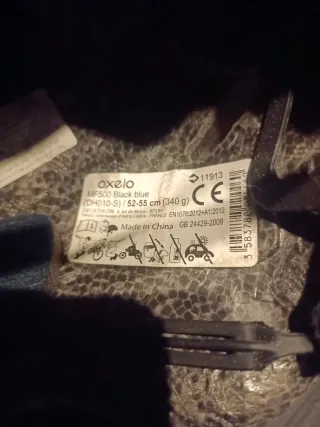 oxelo
MF500 Black blue
(DH010-S) / 52-55 cm (340 g)
11913
CE
EN1078:2012+A1:2012
Made in China GB 24429-2009